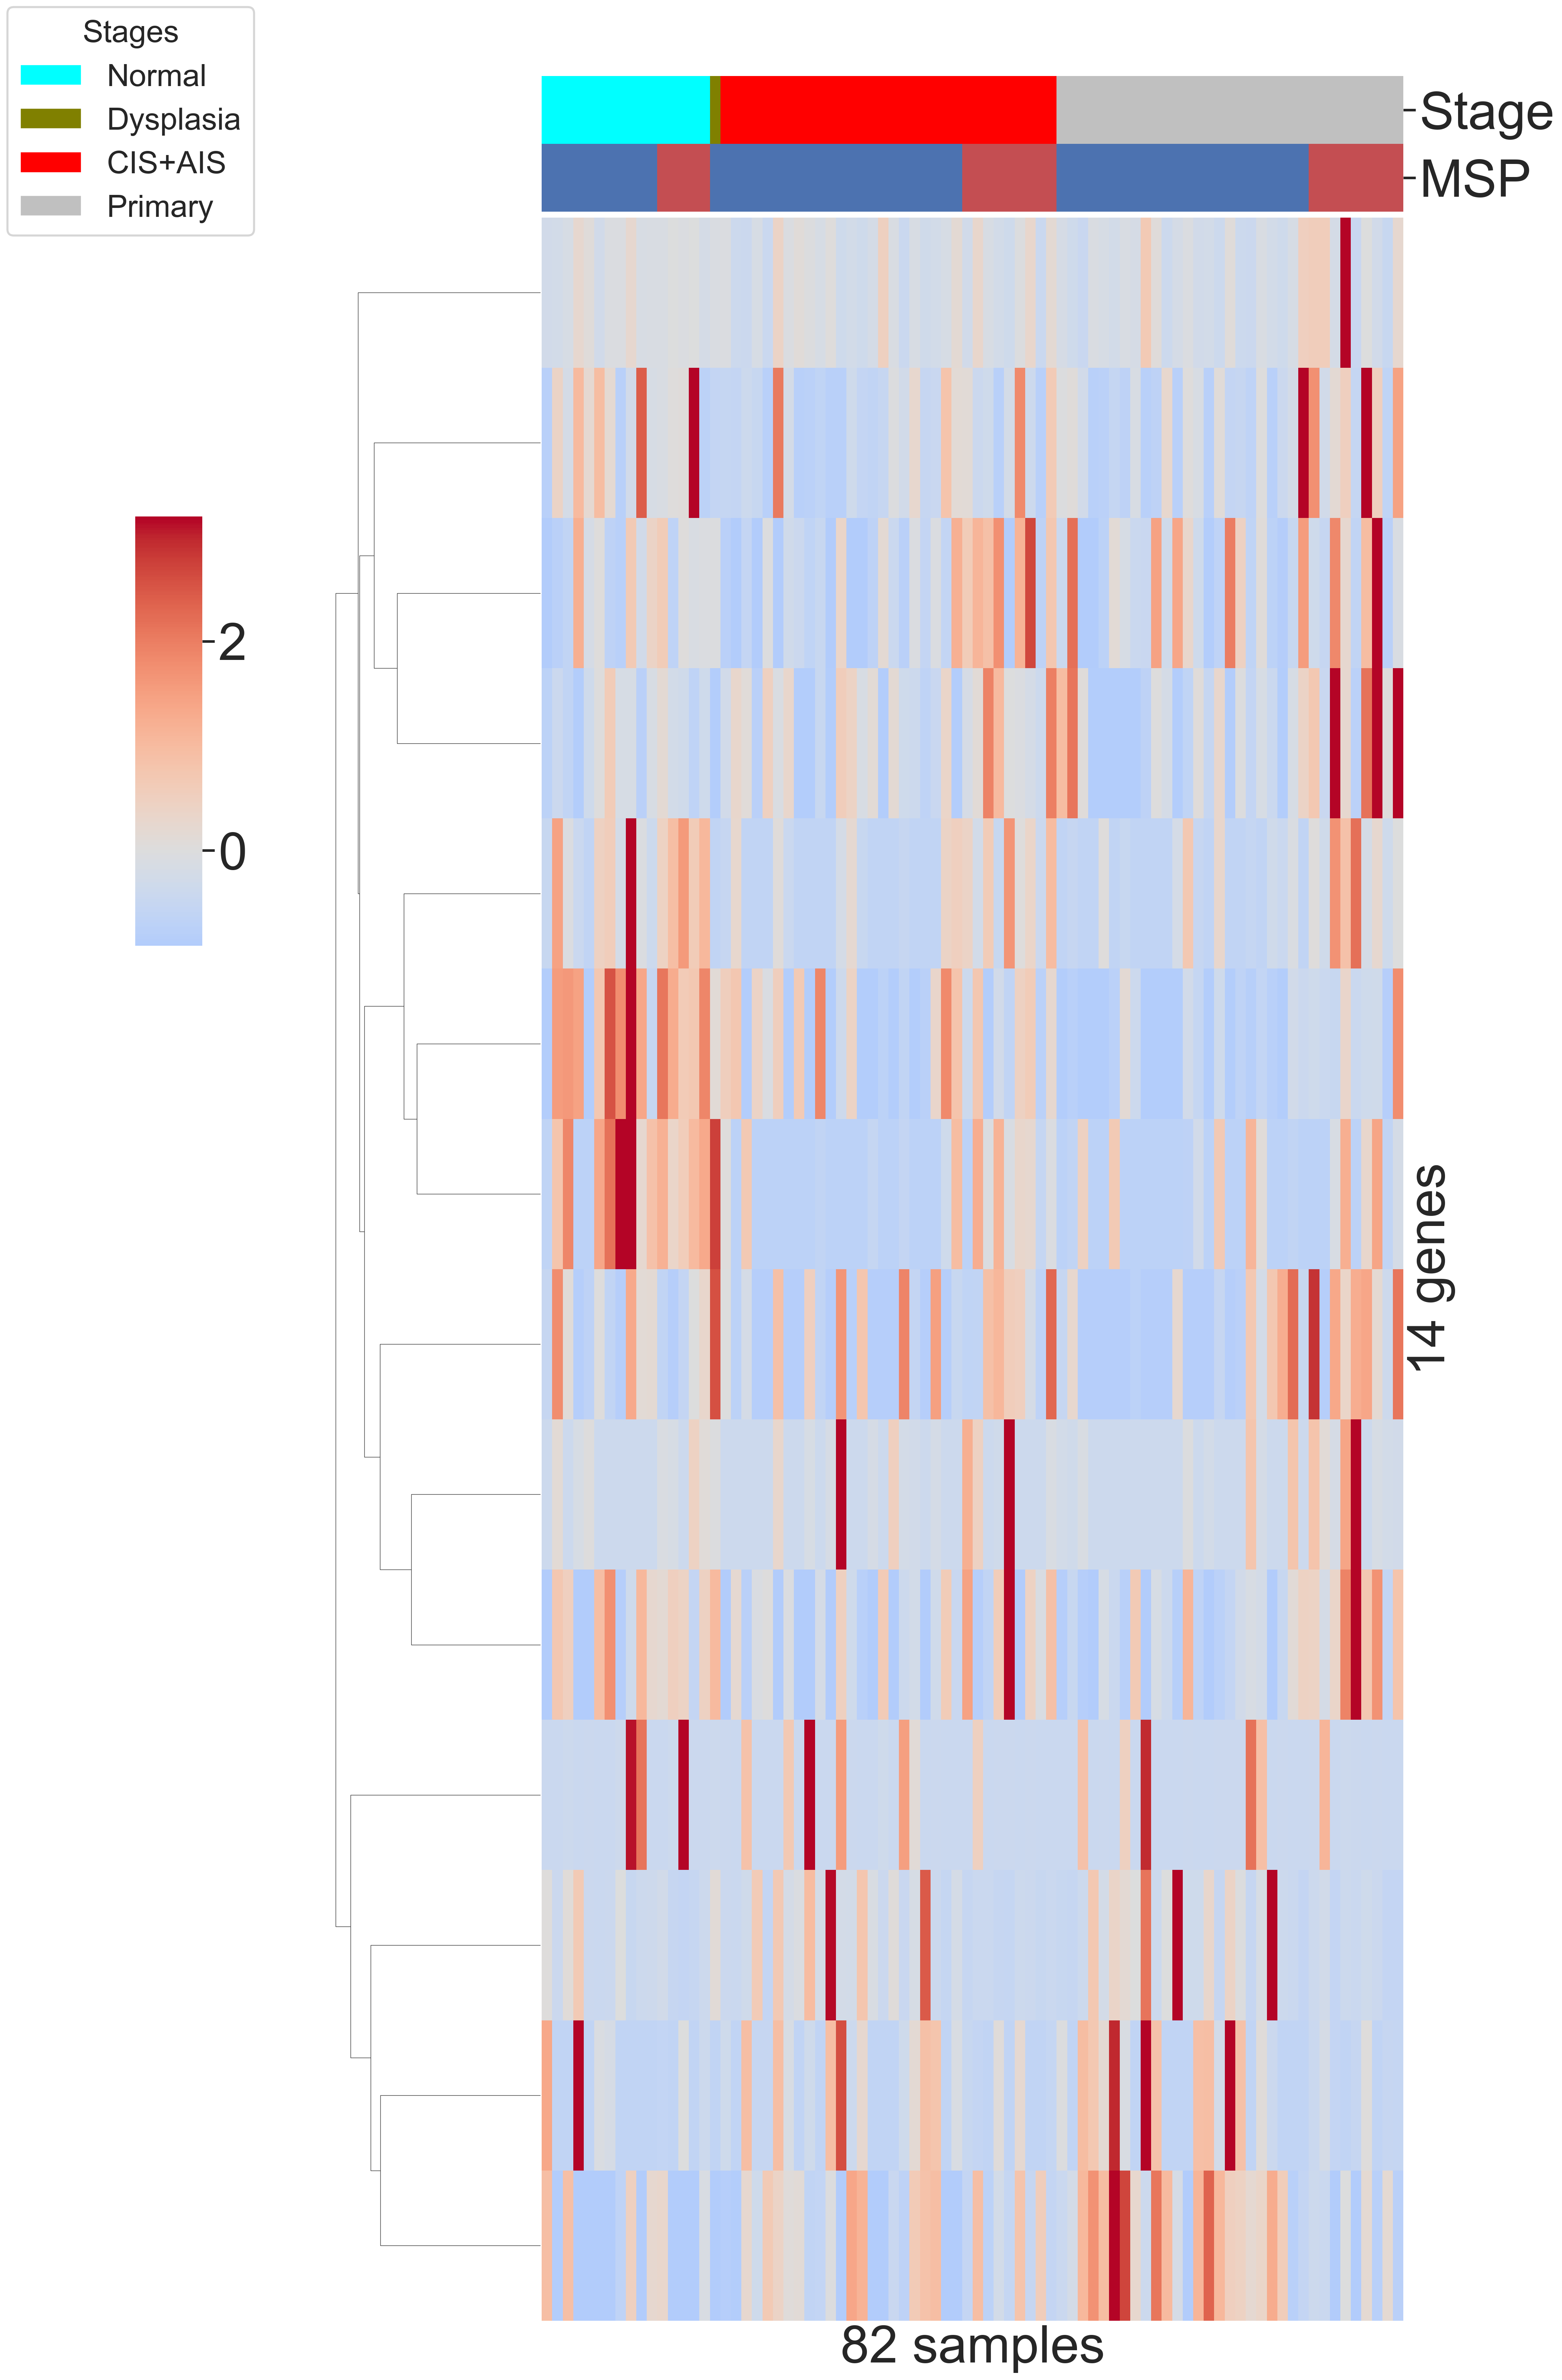 Stages
Normal
Dysplasia
CIS+AIS
Primary
Stage
MSP
2
0
14 genes
82 samples